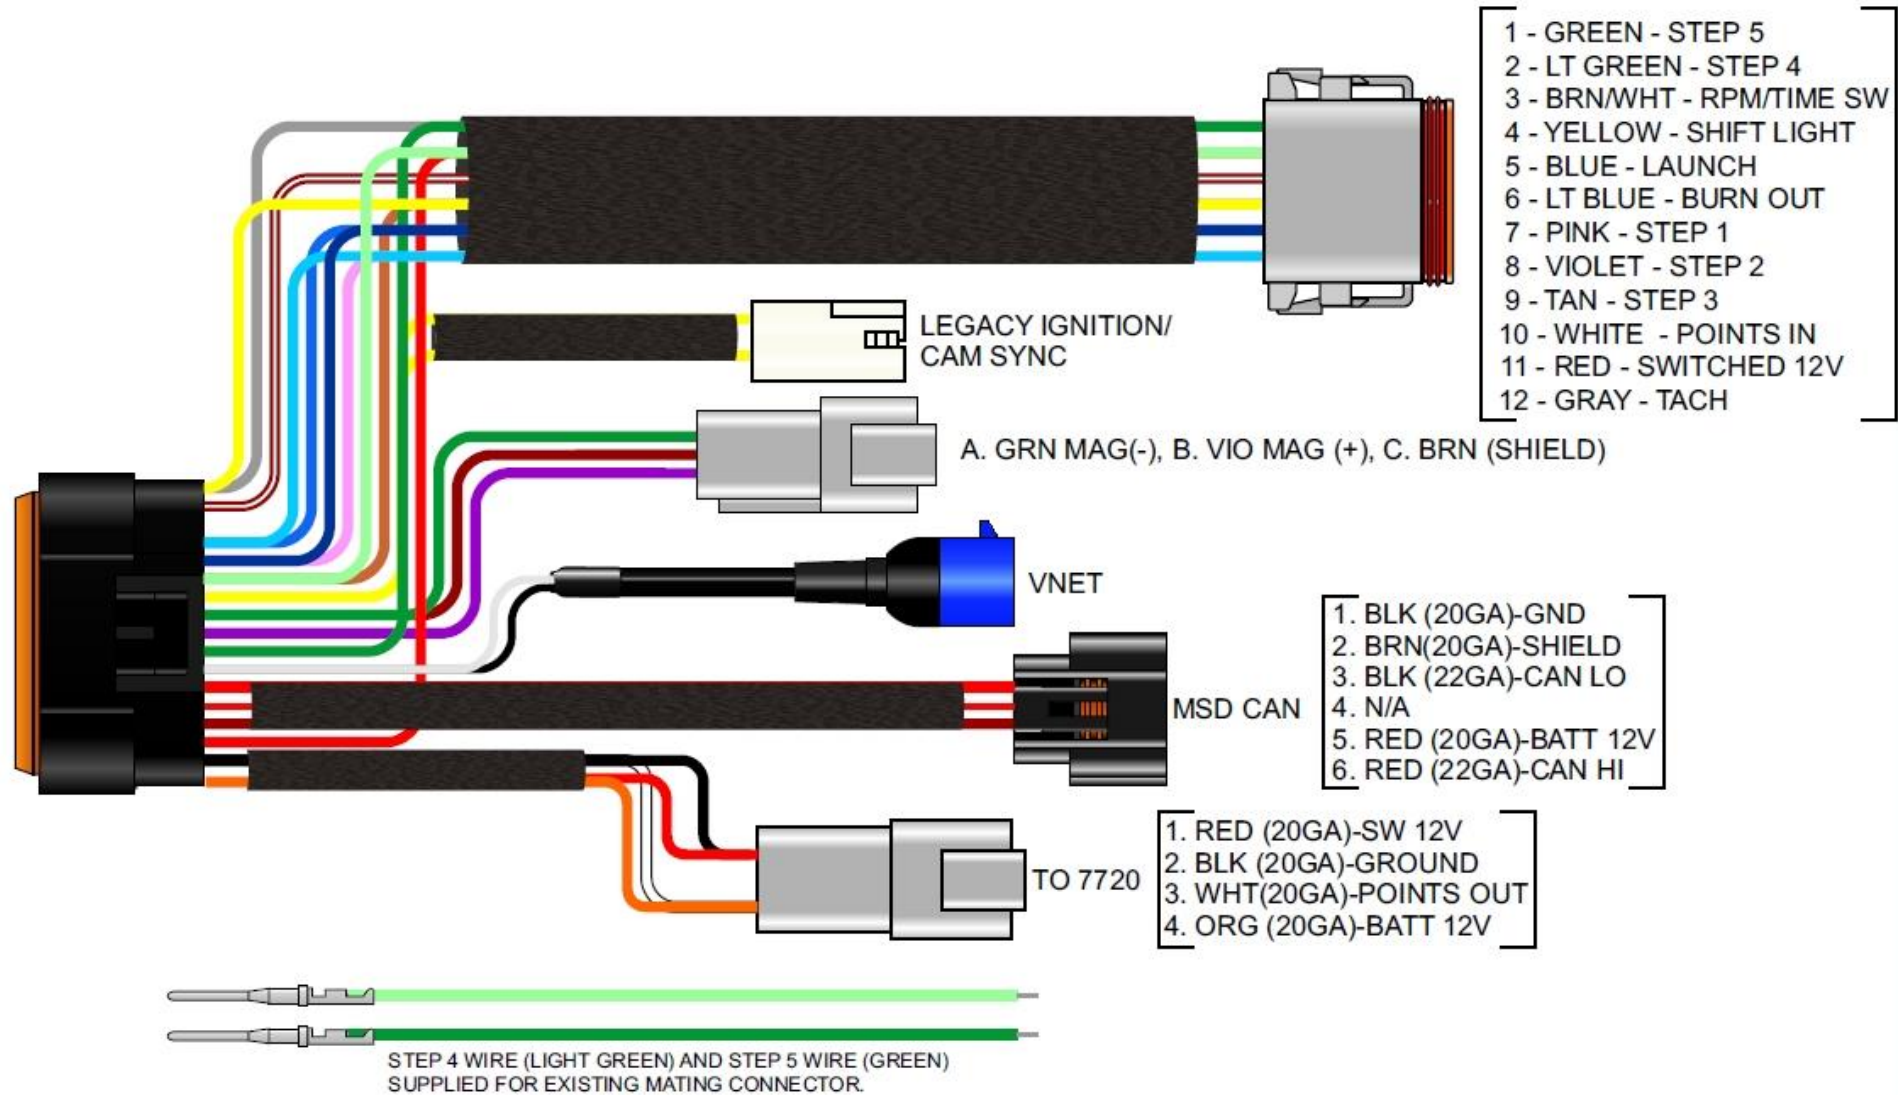 1 - GREEN - STEP 5
2 - LT GREEN - STEP 4
3 - BRN/WHT - RPM/TIME SW
4 - YELLOW - SHIFT LIGHT
5 - BLUE - LAUNCH
6 - LT BLUE - BURN OUT
7 - PINK - STEP 1
8 - VIOLET - STEP 2
9 - TAN - STEP 3
10 - WHITE - POINTS IN
11 - RED - SWITCHED 12V
12 - GRAY - TACH
LEGACY IGNITION/
CAM SYNC
A. GRN MAG(-), B. VIO MAG (+), C. BRN (SHIELD)
VNET
MSD CAN
1. BLK (20GA)-GND
2. BRN(20GA)-SHIELD
3. BLK (22GA)-CAN LO
4. N/A
5. RED (20GA)-BATT 12V
6. RED (22GA)-CAN HI
TO 7720
1. RED (20GA)-SW 12V
2. BLK (20GA)-GROUND
3. WHT(20GA)-POINTS OUT
4. ORG (20GA)-BATT 12V
STEP 4 WIRE (LIGHT GREEN) AND STEP 5 WIRE (GREEN)
SUPPLIED FOR EXISTING MATING CONNECTOR.